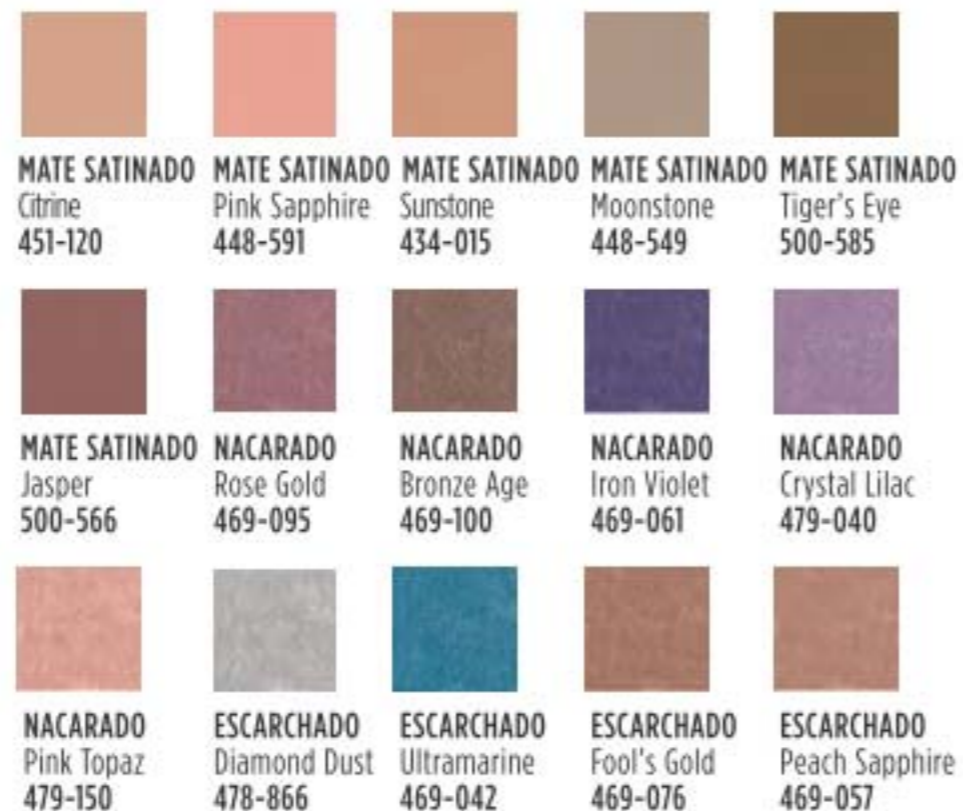 MATE SATINADO
Citrine
451-120
MATE SATINADO
Pink Sapphire
448-591
MATE SATINADO
Sunstone
434-015
MATE SATINADO
Moonstone
448-549
MATE SATINADO
Tiger's Eye
500-585
MATE SATINADO
Jasper
500-566
NACARADO
Rose Gold
469-095
NACARADO
Bronze Age
469-100
NACARADO
Iron Violet
469-061
NACARADO
Crystal Lilac
479-040
NACARADO
Pink Topaz
479-150
ESCARCHADO
Diamond Dust
478-866
ESCARCHADO
Ultramarine
469-042
ESCARCHADO
Fool's Gold
469-076
ESCARCHADO
Peach Sapphire
469-057